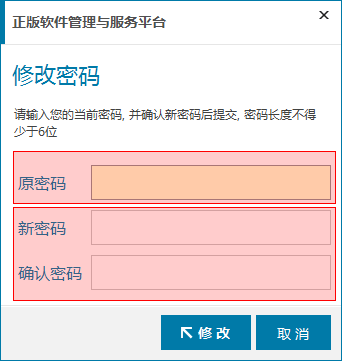 正版软件管理与服务平台
修改密码
请输入您的当前密码, 并确认新密码后提交, 密码长度不得
少于6位
原密码
新密码
确认密码
修改 取消